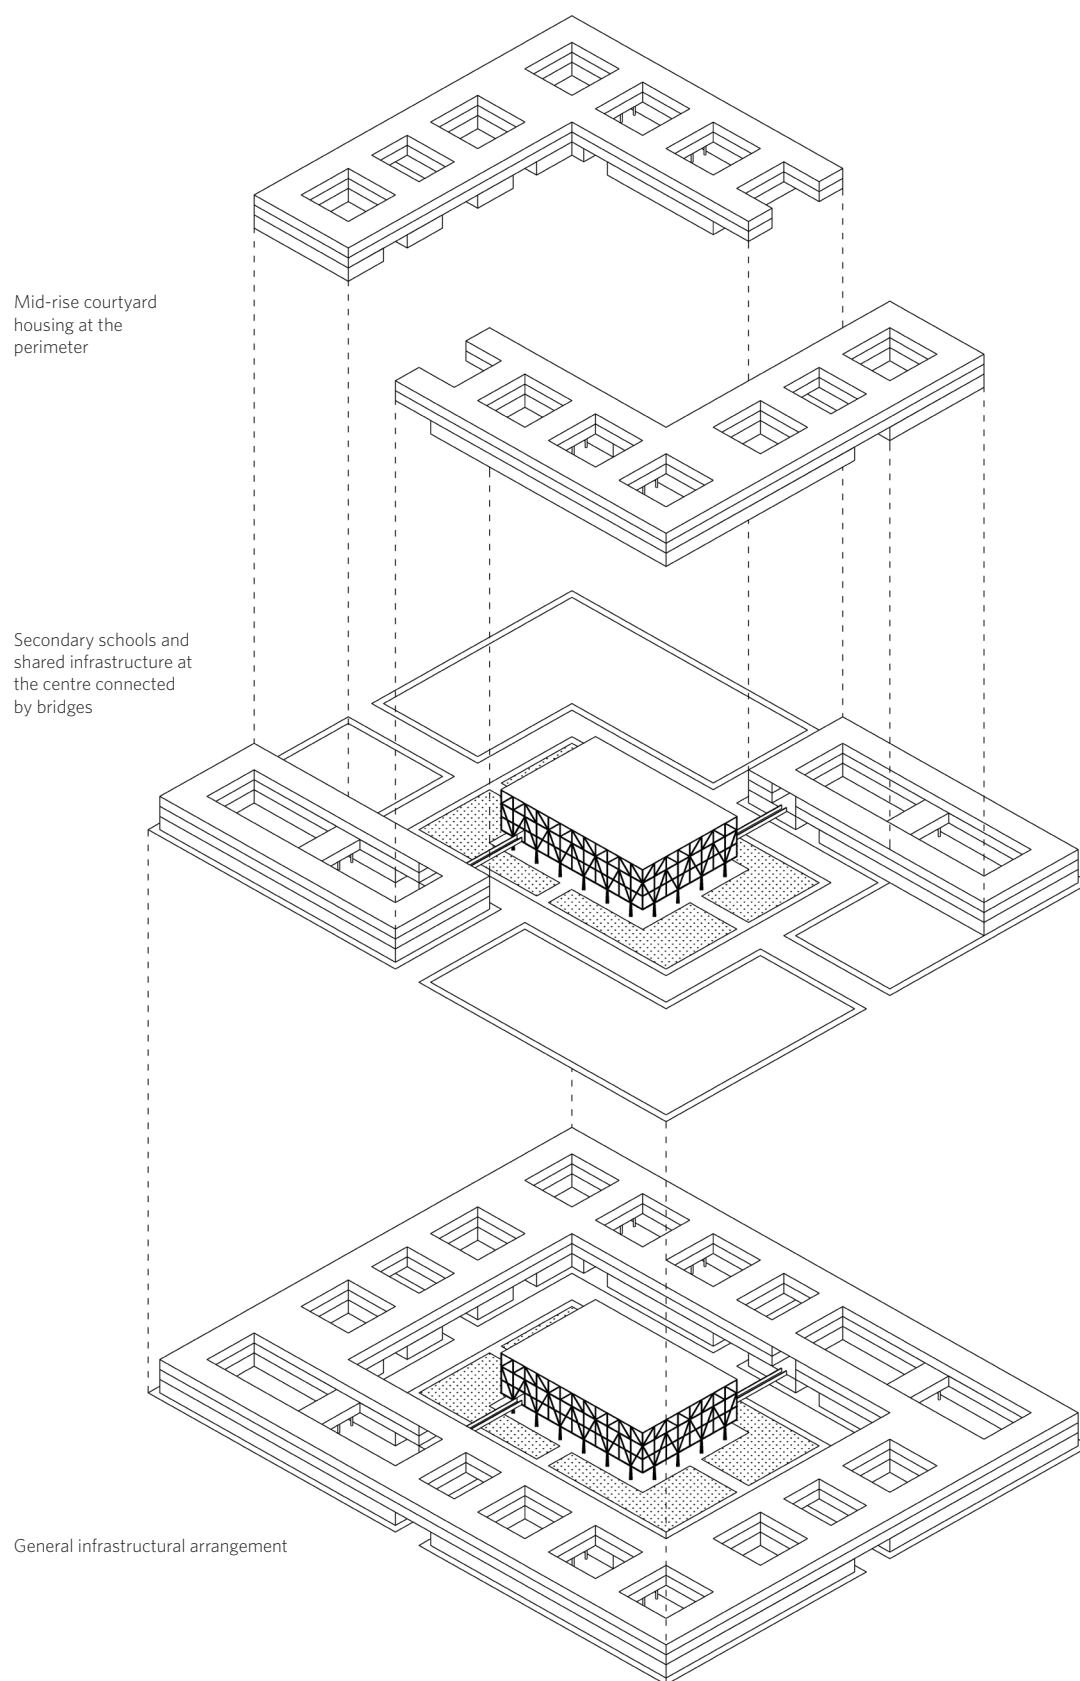 Mid-rise courtyard
housing at the
perimeter
Secondary schools and
shared infrastructure at
the centre connected
by bridges
General infrastructural arrangement